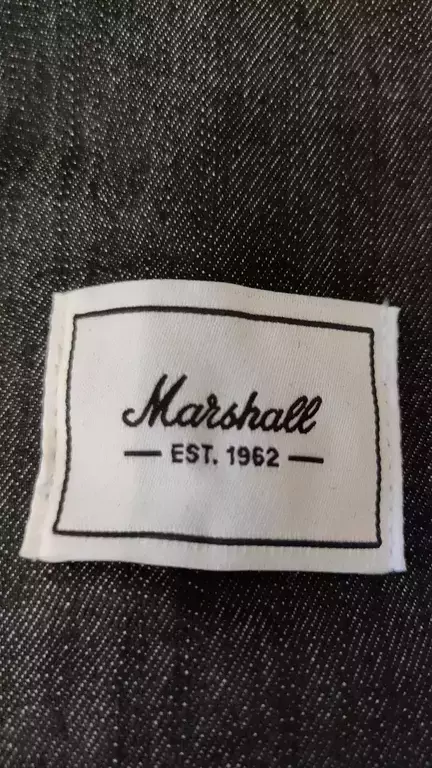 Marshall
— EST. 1962 —